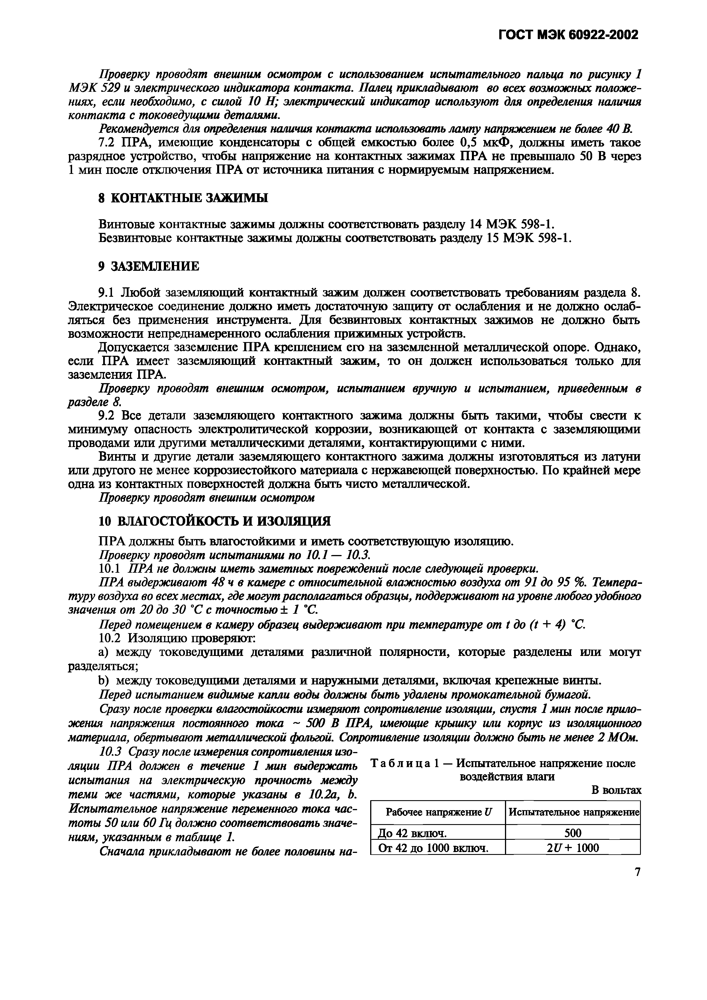 ГОСТ МЭК 60922-2002
Проверку проводят внешним осмотром с использованием испытательного пальца по рисунку 1
МЭК 529 и электрического индикатора контакта. Палец прикладывают во всех возможных положе-
ниях, если необходимо, с силой 10 Н; электрический индикатор используют для определения наличия
контакта с токоведущими деталями.
Рекомендуется для определения наличия контакта использовать лампу напряжением не более 40 В.
7.2 ПРА, имеющие конденсаторы с общей емкостью более 0,5 мкФ, должны иметь такое
разрядное устройство, чтобы напряжение на контактных зажимах ПРА не превышало 50 В через
1 мин после отключения ПРА от источника питания с нормируемым напряжением.
8 КОНТАКТНЫЕ ЗАЖИМЫ
Винтовые контактные зажимы должны соответствовать разделу 14 МЭК 598-1.
Безвинтовые контактные зажимы должны соответствовать разделу 15 МЭК 598-1.
9 ЗАЗЕМЛЕНИЕ
9.1 Любой заземляющий контактный зажим должен соответствовать требованиям раздела 8.
Электрическое соединение должно иметь достаточную защиту от ослабления и не должно ослаб-
ляться без применения инструмента. Для безвинтовых контактных зажимов не должно быть
возможности непреднамеренного ослабления прижимных устройств.
Допускается заземление ПРА креплением его на заземленной металлической опоре. Однако,
если ПРА имеет заземляющий контактный зажим, то он должен использоваться только для
заземления ПРА.
Проверку проводят внешним осмотром, испытанием вручную и испытанием, приведенным в
разделе 8.
9.2 Все детали заземляющего контактного зажима должны быть такими, чтобы свести к
минимуму опасность электролитической коррозии, возникающей от контакта с заземляющими
проводами или другими металлическими деталями, контактирующими с ними.
Винты и другие детали заземляющего контактного зажима должны изготовляться из латуни
или другого не менее коррозиестойкого материала с нержавеющей поверхностью. По крайней мере
одна из контактных поверхностей должна быть чисто металлической.
Проверку проводят внешним осмотром
10 ВЛАГОСТОЙКОСТЬ И ИЗОЛЯЦИЯ
ПРА должны быть влагостойкими и иметь соответствующую изоляцию.
Проверку проводят испытаниями по 10.1 — 10.3.
10.1 ПРА не должны иметь заметных повреждений после следующей проверки.
ПРА выдерживают 48 ч в камере с относительной влажностью воздуха от 91 до 95 %. Темпера-
туру воздуха во всех местах, где могут располагаться образцы, поддерживают на уровне любого удобного
значения от 20 до 30 °С с точностью ± 1 °С.
Перед помещением в камеру образец выдерживают при температуре от t до (t + 4) °С.
10.2 Изоляцию проверяют:
a) между токоведущими деталями различной полярности, которые разделены или могут
разделяться;
b) между токоведущими деталями и наружными деталями, включая крепежные винты.
Перед испытанием видимые капли воды должны быть удалены промокательной бумагой.
Сразу после проверки влагостойкости измеряют сопротивление изоляции, спустя 1 мин после прило-
жения напряжения постоянного тока ~ 500 В ПРА, имеющие крышку или корпус из изоляционного
материала, обертывают металлической фольгой. Сопротивление изоляции должно быть не менее 2 МОм.
10.3 Сразу после измерения сопротивления изо-
ляции ПРА должен в течение 1 мин выдержать
испытания на электрическую прочность между
теми же частями, которые указаны в 10.2а, b.
Испытательное напряжение переменного тока час-
тоты 50 или 60 Гц должно соответствовать значе-
ниям, указанным в таблице 1.
Сначала прикладывают не более половины на-
Таблица 1 — Испытательное напряжение после
воздействия влаги
В вольтах
Рабочее напряжение U Испытательное напряжение
До 42 включ. 500
От 42 до 1000 включ. 2U + 1000
7